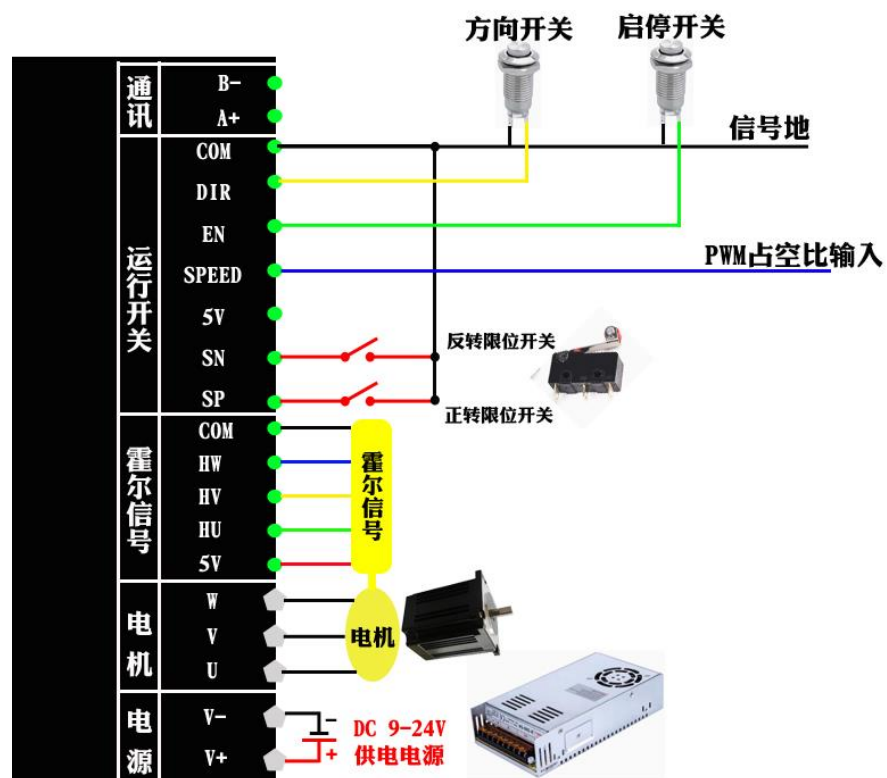 方向开关
启停开关
通讯
B-
A+
信号地
运行开关
COM
DIR
EN
SPEED
PWM占空比输入
5V
SN
反转限位开关
SP
正转限位开关
霍尔信号
COM
HW
HV
HU
5V
霍尔信号
电机
W
V
U
电机
电源
V-
V+
-
+
DC 9-24V
供电电源